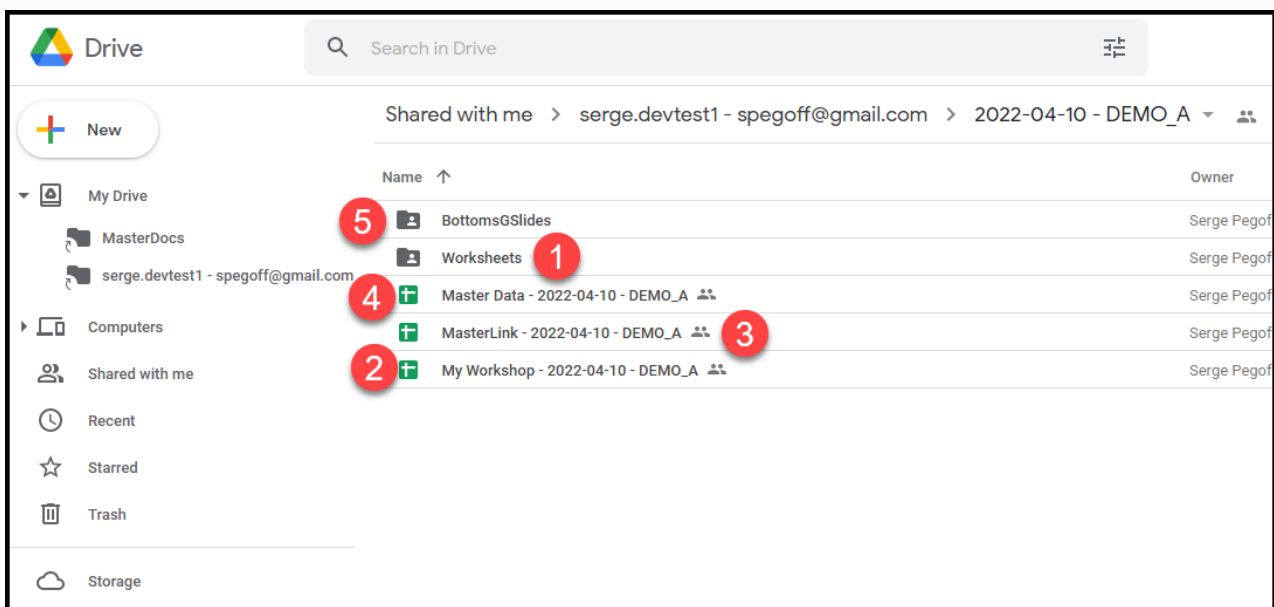 Drive
Search in Drive
New
Shared with me > serge.devtest1 - spegoff@gmail.com > 2022-04-10 - DEMO_A
Name Owner
My Drive
MasterDocs
serge.devtest1 - spegoff@gmail.com
Computers
Shared with me
Recent
Starred
Trash
Storage
5 BottomsGSlides Serge Pegof
Worksheets 1 Serge Pegof
4 Master Data - 2022-04-10 - DEMO_A Serge Pegof
MasterLink - 2022-04-10 - DEMO_A 3 Serge Pegof
2 My Workshop - 2022-04-10 - DEMO_A Serge Pegof